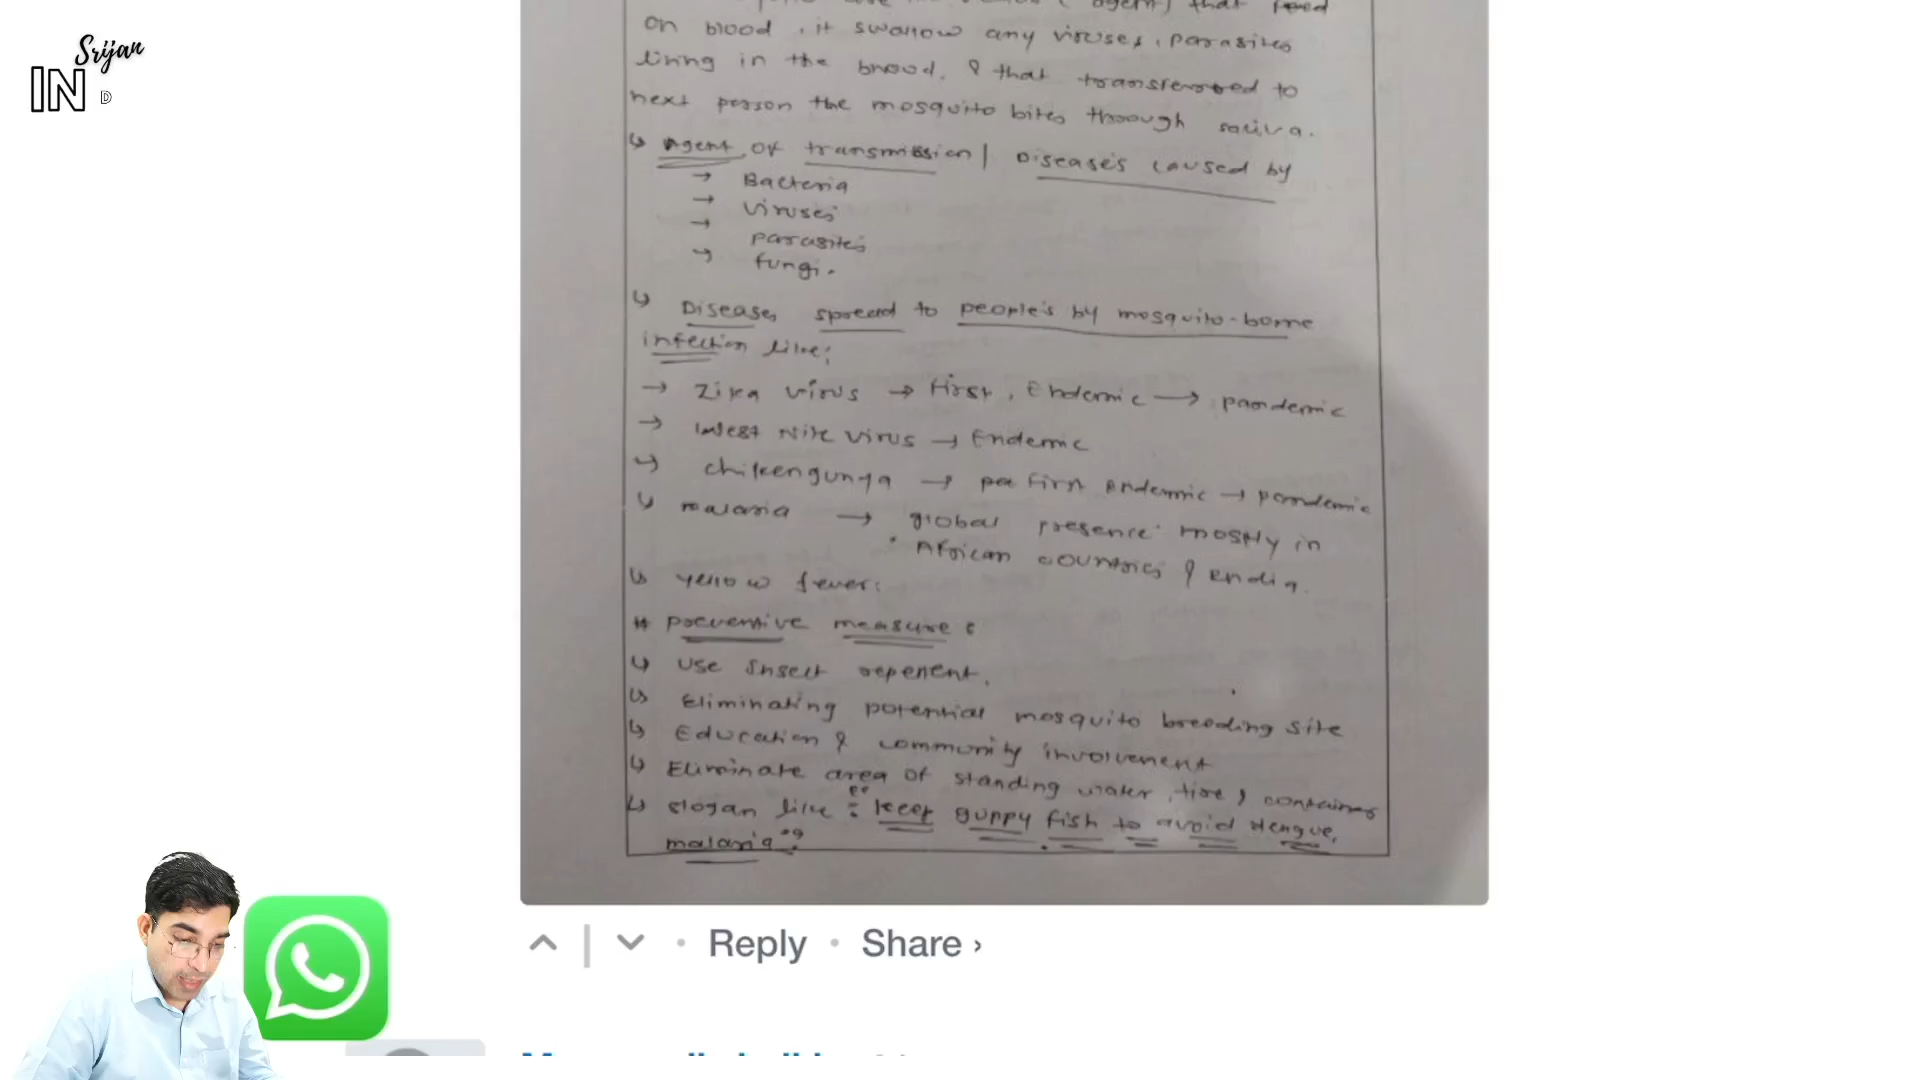 Srijan
IND
agent) that feed
on blood, it swallow any viruses, parasites
living in the blood. & that transferred to
next person the mosquito bites through saliva.
Agent of transmission | Diseases caused by
→ Bacteria
→ Viruses
→ parasites
→ fungi.
Diseases spread to people's by mosquito-borne
infection like:
→ Zika virus → First, Endemic → pandemic
→ West Nile Virus → Endemic
→ chikengunya → First Endemic → pandemic
malaria → global presence mostly in
African countries & India.
yellow fever:
# preventive measure:
Use Insect repellent.
Eliminating potential mosquito breeding site
Education & community involvement
Eliminate area of standing water, tire, containers
slogan like: "keep guppy fish to avoid dengue,
malaria"
Reply • Share ›